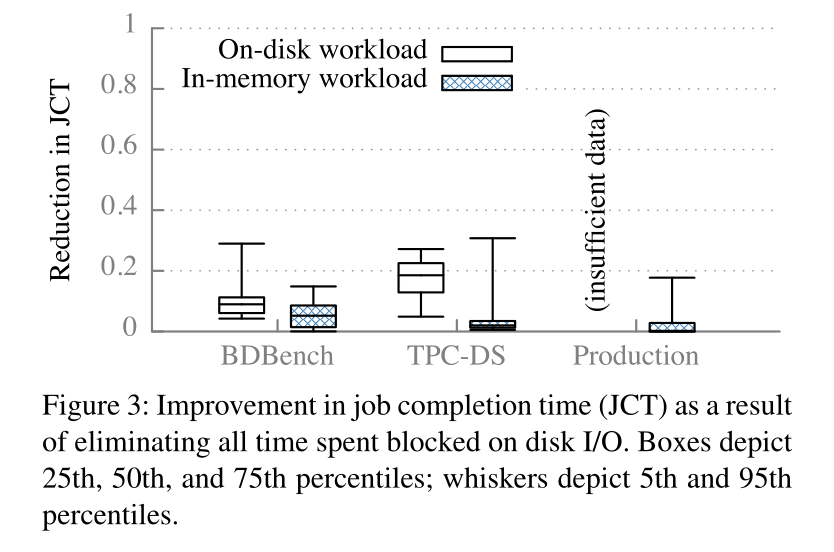 1
On-disk workload
In-memory workload
0.8
0.6
0.4
0.2
0
Reduction in JCT
(insufficient data)
BDBench TPC-DS Production
Figure 3: Improvement in job completion time (JCT) as a result
of eliminating all time spent blocked on disk I/O. Boxes depict
25th, 50th, and 75th percentiles; whiskers depict 5th and 95th
percentiles.